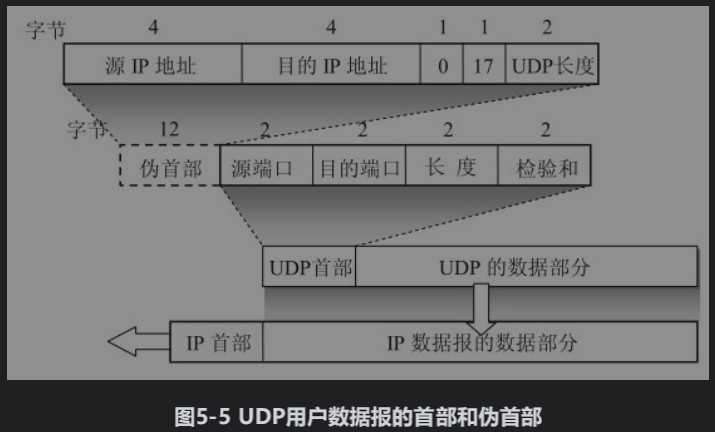 字节 4 4 1 1 2
源 IP 地址 目的 IP 地址 0 17 UDP长度
字节 12 2 2 2 2
伪首部 源端口 目的端口 长 度 检验和
UDP首部 UDP 的数据部分
IP 首部 IP 数据报的数据部分
图5-5 UDP用户数据报的首部和伪首部